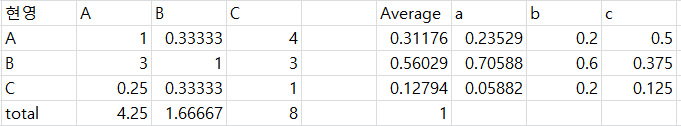 현영 A B C Average a b c
A 1 0.33333 4 0.31176 0.23529 0.2 0.5
B 3 1 3 0.56029 0.70588 0.6 0.375
C 0.25 0.33333 1 0.12794 0.05882 0.2 0.125
total 4.25 1.66667 8 1